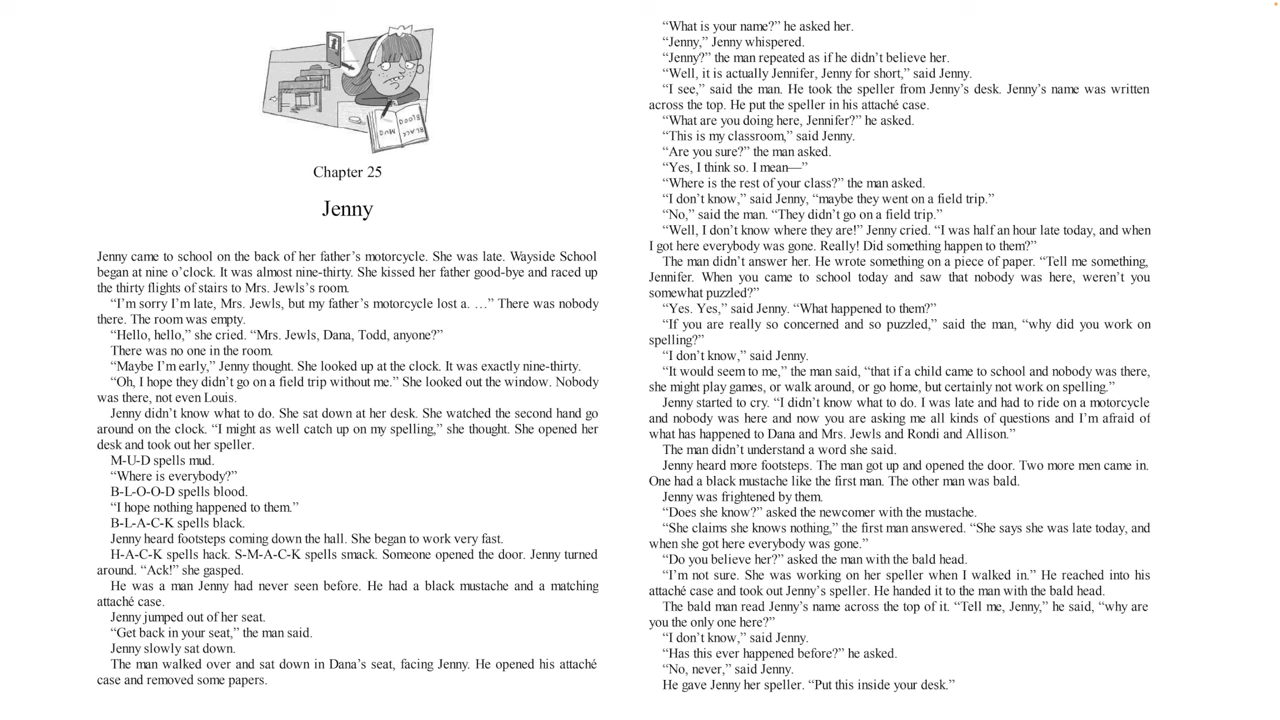 MUD
BLOOD
BLACK
Chapter 25
Jenny
Jenny came to school on the back of her father’s motorcycle. She was late. Wayside School
began at nine o’clock. It was almost nine-thirty. She kissed her father good-bye and raced up
the thirty flights of stairs to Mrs. Jewls’s room.
“I’m sorry I’m late, Mrs. Jewls, but my father’s motorcycle lost a. …” There was nobody
there. The room was empty.
“Hello, hello,” she cried. “Mrs. Jewls, Dana, Todd, anyone?”
There was no one in the room.
“Maybe I’m early,” Jenny thought. She looked up at the clock. It was exactly nine-thirty.
“Oh, I hope they didn’t go on a field trip without me.” She looked out the window. Nobody
was there, not even Louis.
Jenny didn’t know what to do. She sat down at her desk. She watched the second hand go
around on the clock. “I might as well catch up on my spelling,” she thought. She opened her
desk and took out her speller.
M-U-D spells mud.
“Where is everybody?”
B-L-O-O-D spells blood.
“I hope nothing happened to them.”
B-L-A-C-K spells black.
Jenny heard footsteps coming down the hall. She began to work very fast.
H-A-C-K spells hack. S-M-A-C-K spells smack. Someone opened the door. Jenny turned
around. “Ack!” she gasped.
He was a man Jenny had never seen before. He had a black mustache and a matching
attaché case.
Jenny jumped out of her seat.
“Get back in your seat,” the man said.
Jenny slowly sat down.
The man walked over and sat down in Dana’s seat, facing Jenny. He opened his attaché
case and removed some papers.
“What is your name?” he asked her.
“Jenny,” Jenny whispered.
“Jenny?” the man repeated as if he didn’t believe her.
“Well, it is actually Jennifer, Jenny for short,” said Jenny.
“I see,” said the man. He took the speller from Jenny’s desk. Jenny’s name was written
across the top. He put the speller in his attaché case.
“What are you doing here, Jennifer?” he asked.
“This is my classroom,” said Jenny.
“Are you sure?” the man asked.
“Yes, I think so. I mean—”
“Where is the rest of your class?” the man asked.
“I don’t know,” said Jenny, “maybe they went on a field trip.”
“No,” said the man. “They didn’t go on a field trip.”
“Well, I don’t know where they are!” Jenny cried. “I was half an hour late today, and when
I got here everybody was gone. Really! Did something happen to them?”
The man didn’t answer her. He wrote something on a piece of paper. “Tell me something,
Jennifer. When you came to school today and saw that nobody was here, weren’t you
somewhat puzzled?”
“Yes. Yes,” said Jenny. “What happened to them?”
“If you are really so concerned and so puzzled,” said the man, “why did you work on
spelling?”
“I don’t know,” said Jenny.
“It would seem to me,” the man said, “that if a child came to school and nobody was there,
she might play games, or walk around, or go home, but certainly not work on spelling.”
Jenny started to cry. “I didn’t know what to do. I was late and had to ride on a motorcycle
and nobody was here and now you are asking me all kinds of questions and I’m afraid of
what has happened to Dana and Mrs. Jewls and Rondi and Allison.”
The man didn’t understand a word she said.
Jenny heard more footsteps. The man got up and opened the door. Two more men came in.
One had a black mustache like the first man. The other man was bald.
Jenny was frightened by them.
“Does she know?” asked the newcomer with the mustache.
“She claims she knows nothing,” the first man answered. “She says she was late today, and
when she got here everybody was gone.”
“Do you believe her?” asked the man with the bald head.
“I’m not sure. She was working on her speller when I walked in.” He reached into his
attaché case and took out Jenny’s speller. He handed it to the man with the bald head.
The bald man read Jenny’s name across the top of it. “Tell me, Jenny,” he said, “why are
you the only one here?”
“I don’t know,” said Jenny.
“Has this ever happened before?” he asked.
“No, never,” said Jenny.
He gave Jenny her speller. “Put this inside your desk.”